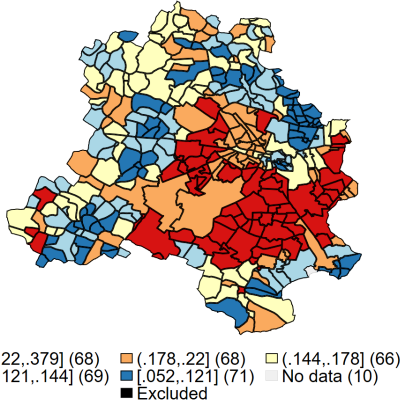 22,.379] (68) (.178,.22] (68) (.144,.178] (66)
121,.144] (69) [.052,.121] (71) No data (10)
Excluded